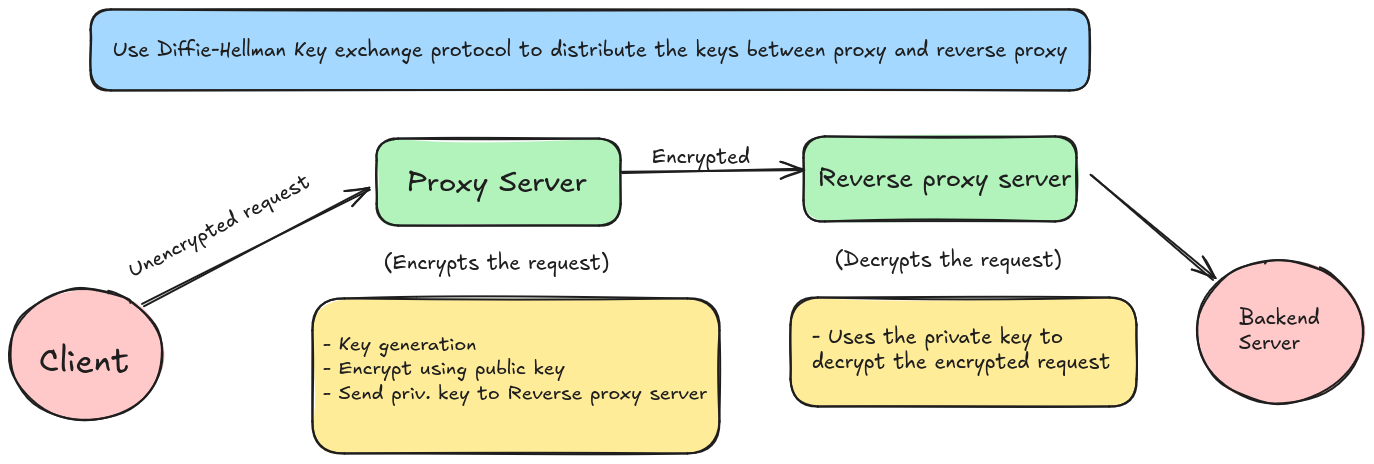 Use Diffie-Hellman Key exchange protocol to distribute the keys between proxy and reverse proxy
Unencrypted request
Proxy Server
Encrypted
Reverse proxy server
(Encrypts the request)
(Decrypts the request)
Client
- Key generation
- Encrypt using public key
- Send priv. key to Reverse proxy server
- Uses the private key to
decrypt the encrypted request
Backend
Server